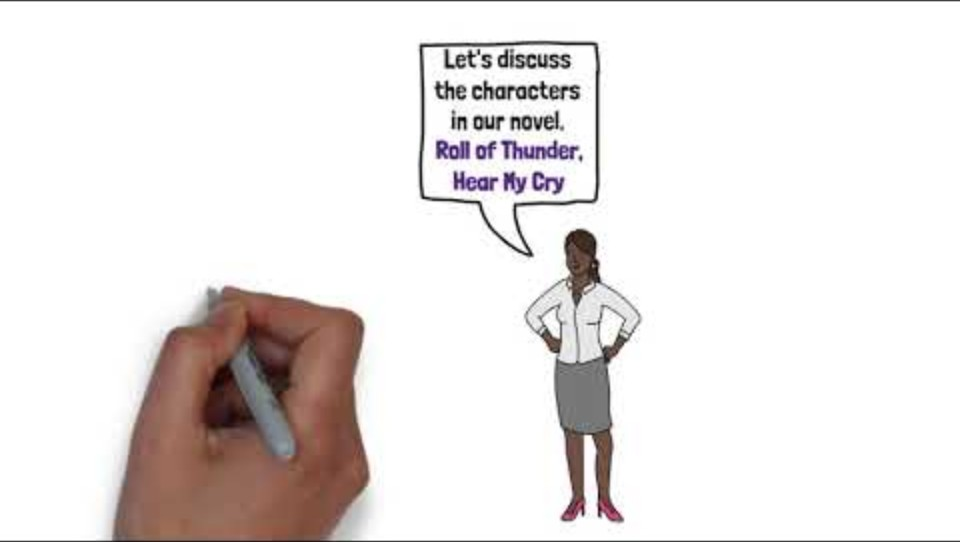 Let's discuss
the characters
in our novel.
Roll of Thunder,
Hear My Cry